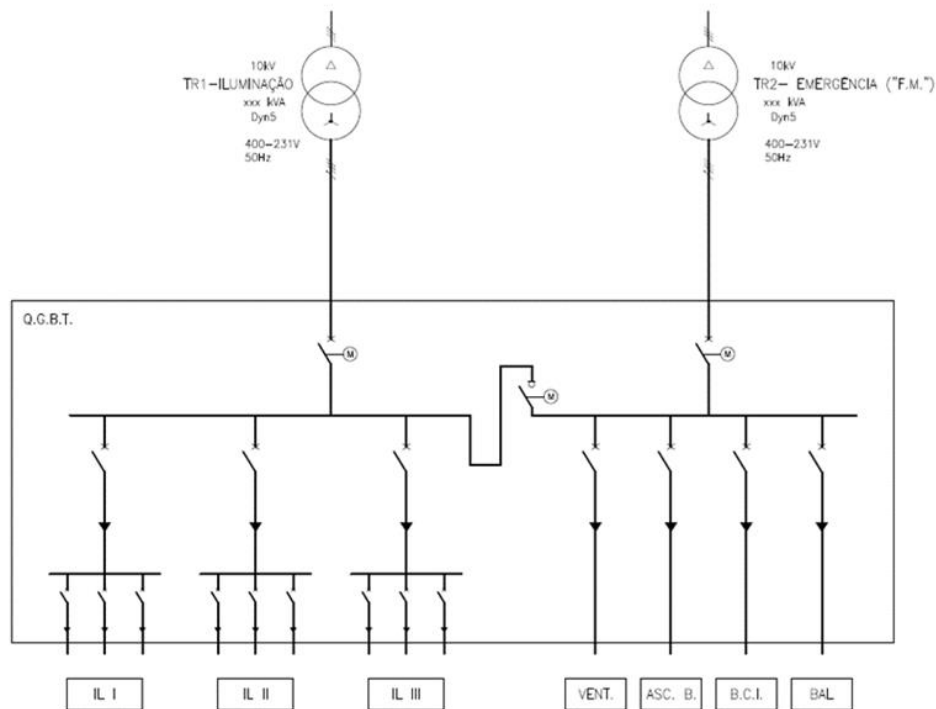 10kV
TR1-ILUMINAÇÃO
xxx kVA
Dyn5
400-231V
50Hz
10kV
TR2- EMERGÊNCIA ("F.M.")
xxx kVA
Dyn5
400-231V
50Hz
Q.G.B.T.
M
M
M
IL I
IL II
IL III
VENT.
ASC. B.
B.C.I.
BAL